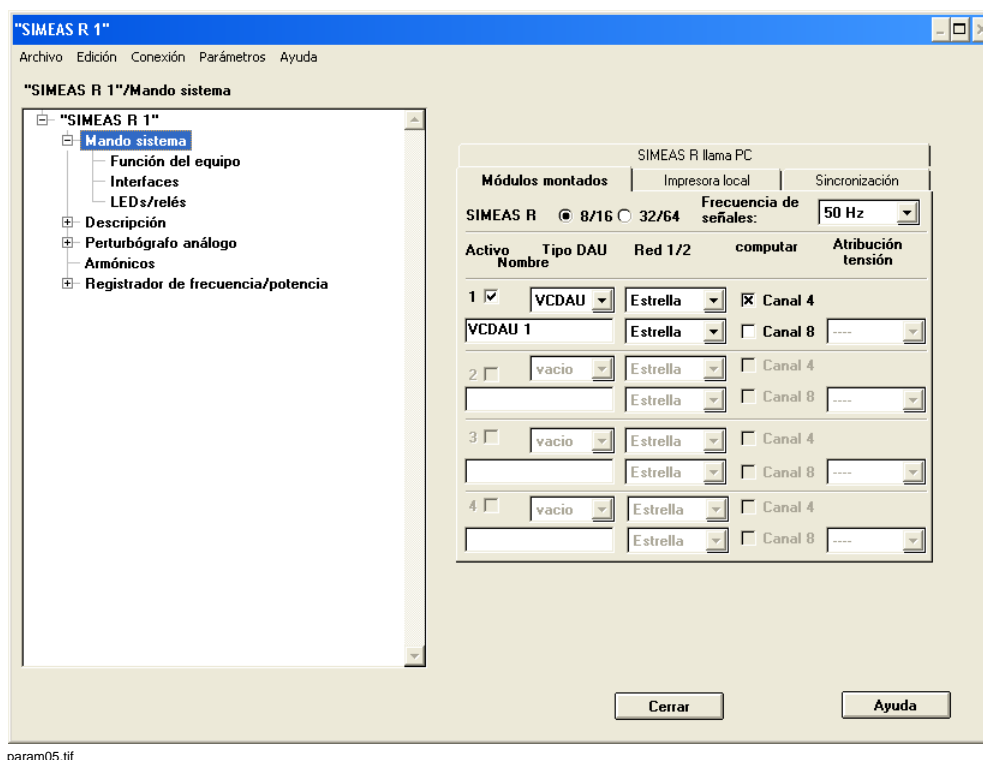 "SIMEAS R 1"
Archivo Edición Conexión Parámetros Ayuda
"SIMEAS R 1"/Mando sistema
"SIMEAS R 1"
Mando sistema
Función del equipo
Interfaces
LEDs/relés
Descripción
Perturbógrafo análogo
Armónicos
Registrador de frecuencia/potencia
SIMEAS R llama PC
Módulos montados Impresora local Sincronización
SIMEAS R 8/16 32/64 Frecuencia de señales: 50 Hz
Activo Nombre Tipo DAU Red 1/2 computar Atribución tensión
1 VCDAU Estrella Canal 4
VCDAU 1 Estrella Canal 8 ----
2 vacio Estrella Canal 4
Estrella Canal 8 ----
3 vacio Estrella Canal 4
Estrella Canal 8 ----
4 vacio Estrella Canal 4
Estrella Canal 8 ----
Cerrar Ayuda
param05.tif